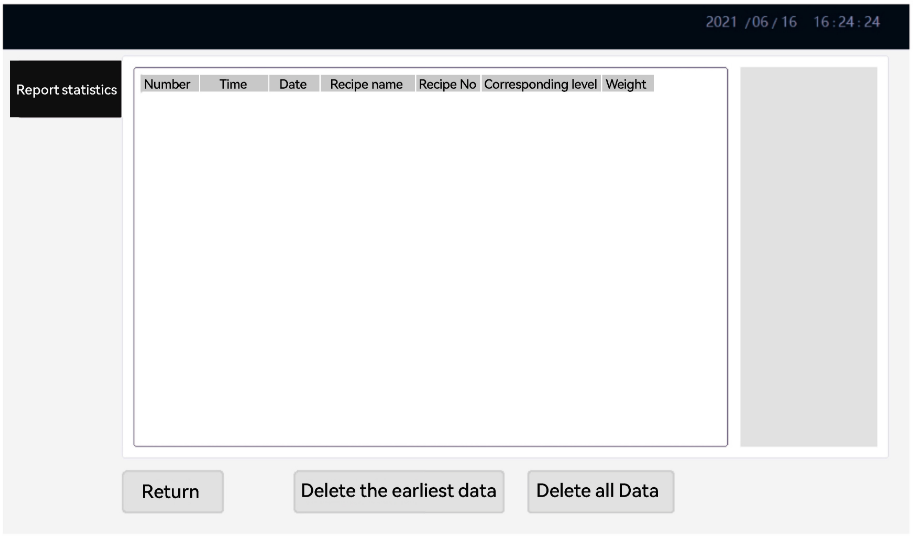 2021 /06/16 16:24:24
Report statistics
Number Time Date Recipe name Recipe No Corresponding level Weight
Return Delete the earliest data Delete all Data